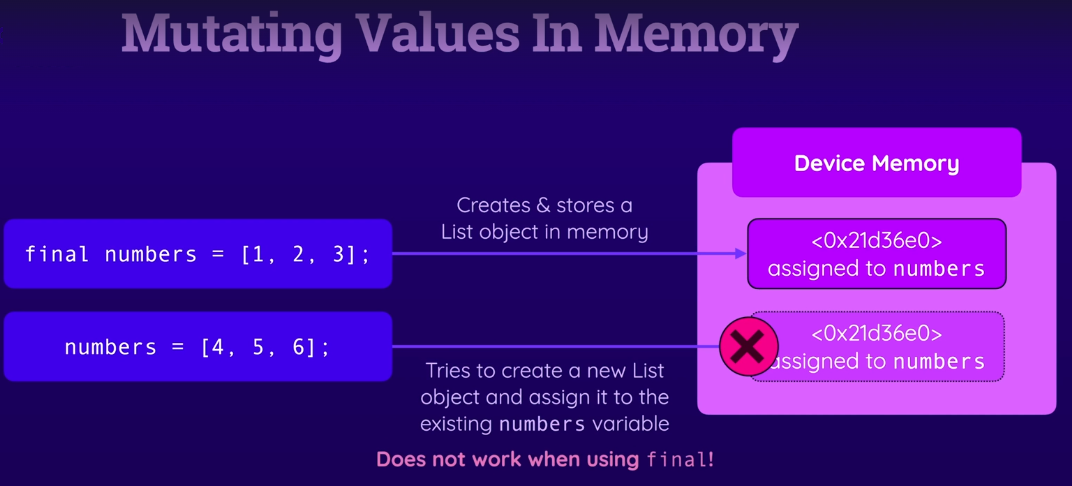 Mutating Values In Memory
Device Memory
Creates & stores a
List object in memory
final numbers = [1, 2, 3];
<0x21d36e0>
assigned to numbers
numbers = [4, 5, 6];
<0x21d36e0>
assigned to numbers
Tries to create a new List
object and assign it to the
existing numbers variable
Does not work when using final!